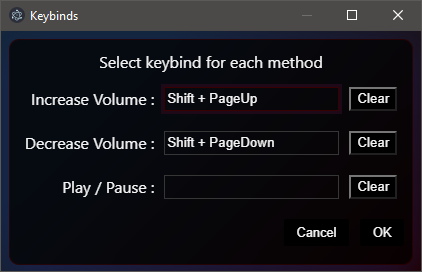 Keybinds
Select keybind for each method
Increase Volume : Shift + PageUp Clear
Decrease Volume : Shift + PageDown Clear
Play / Pause : Clear
Cancel OK